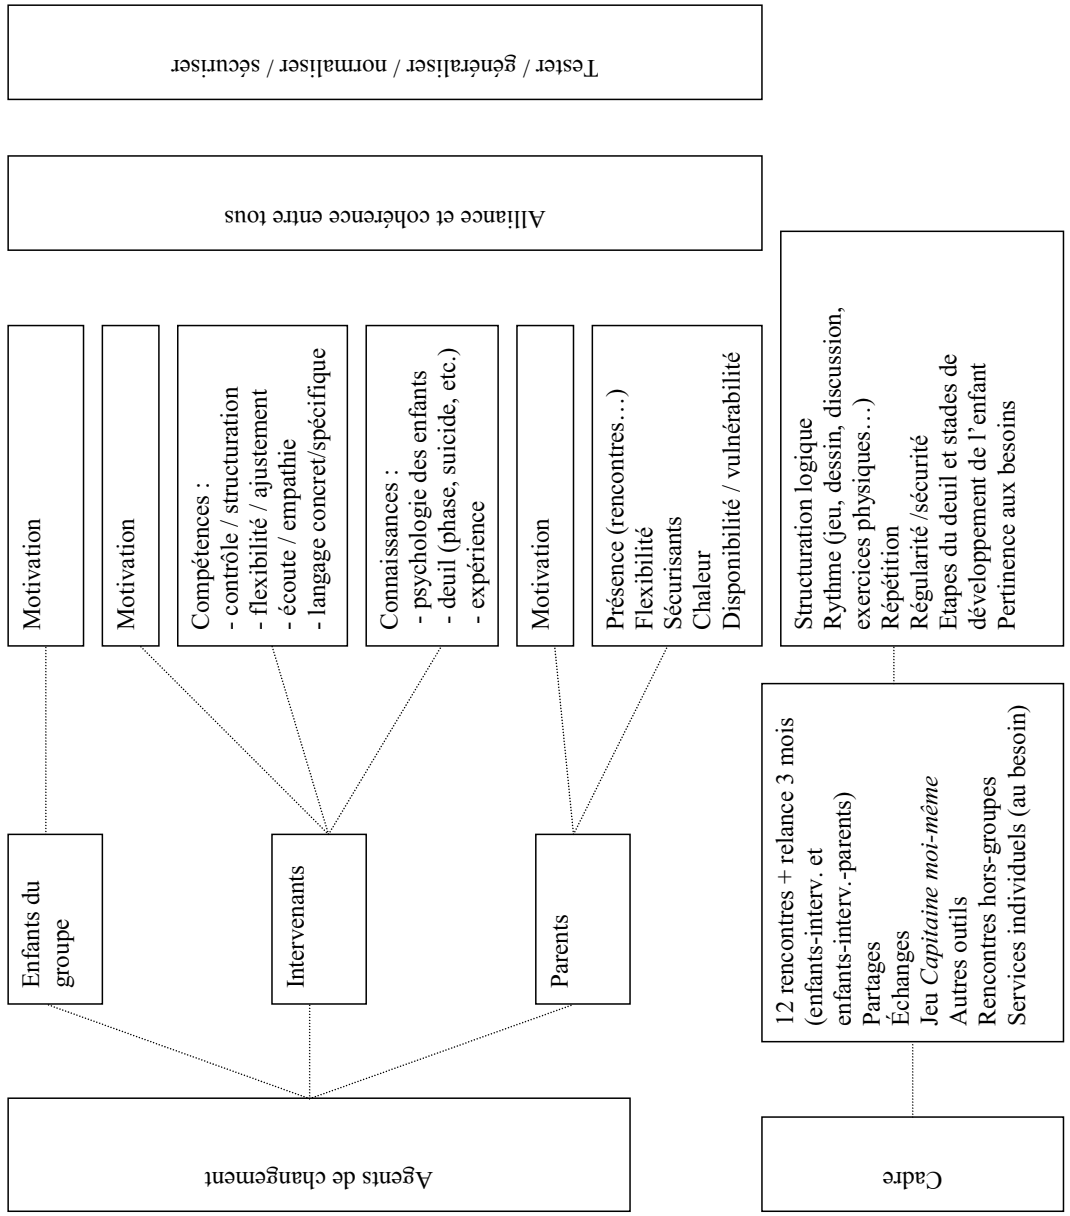 Agents de changement
Enfants du
groupe
Motivation
Intervenants
Motivation
Compétences :
- contrôle / structuration
- flexibilité / ajustement
- écoute / empathie
- langage concret/spécifique
Connaissances :
- psychologie des enfants
- deuil (phase, suicide, etc.)
- expérience
Parents
Motivation
Présence (rencontres…)
Flexibilité
Sécurisants
Chaleur
Disponibilité / vulnérabilité
Alliance et cohérence entre tous
Tester / généraliser / normaliser / sécuriser
Cadre
12 rencontres + relance 3 mois
(enfants-interv. et
enfants-interv.-parents)
Partages
Échanges
Jeu Capitaine moi-même
Autres outils
Rencontres hors-groupes
Services individuels (au besoin)
Structuration logique
Rythme (jeu, dessin, discussion,
exercices physiques…)
Répétition
Régularité /sécurité
Etapes du deuil et stades de
développement de l’enfant
Pertinence aux besoins